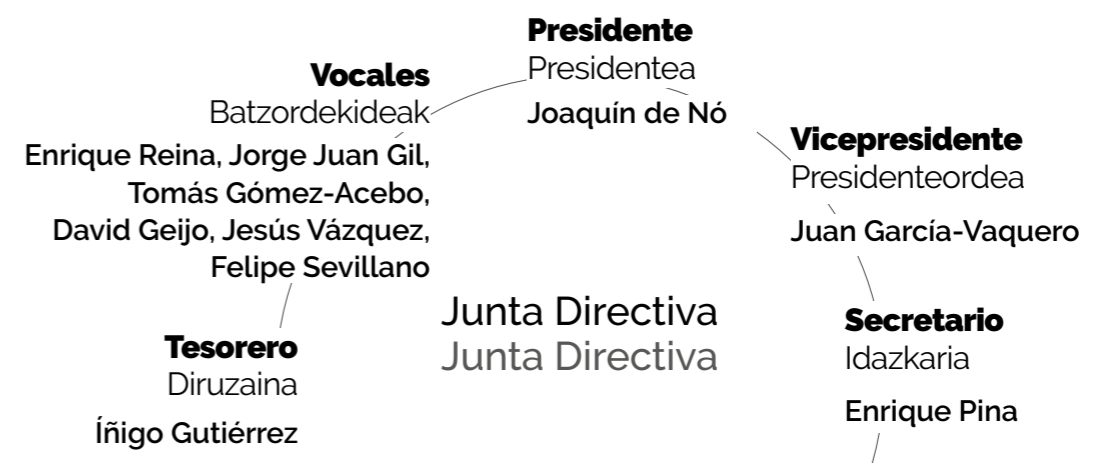 Presidente
Presidentea
Joaquín de Nó
Vocales
Batzordekideak
Enrique Reina, Jorge Juan Gil,
Tomás Gómez-Acebo,
David Geijo, Jesús Vázquez,
Felipe Sevillano
Vicepresidente
Presidenteordea
Juan García-Vaquero
Junta Directiva
Junta Directiva
Secretario
Idazkaria
Enrique Pina
Tesorero
Diruzaina
Íñigo Gutiérrez